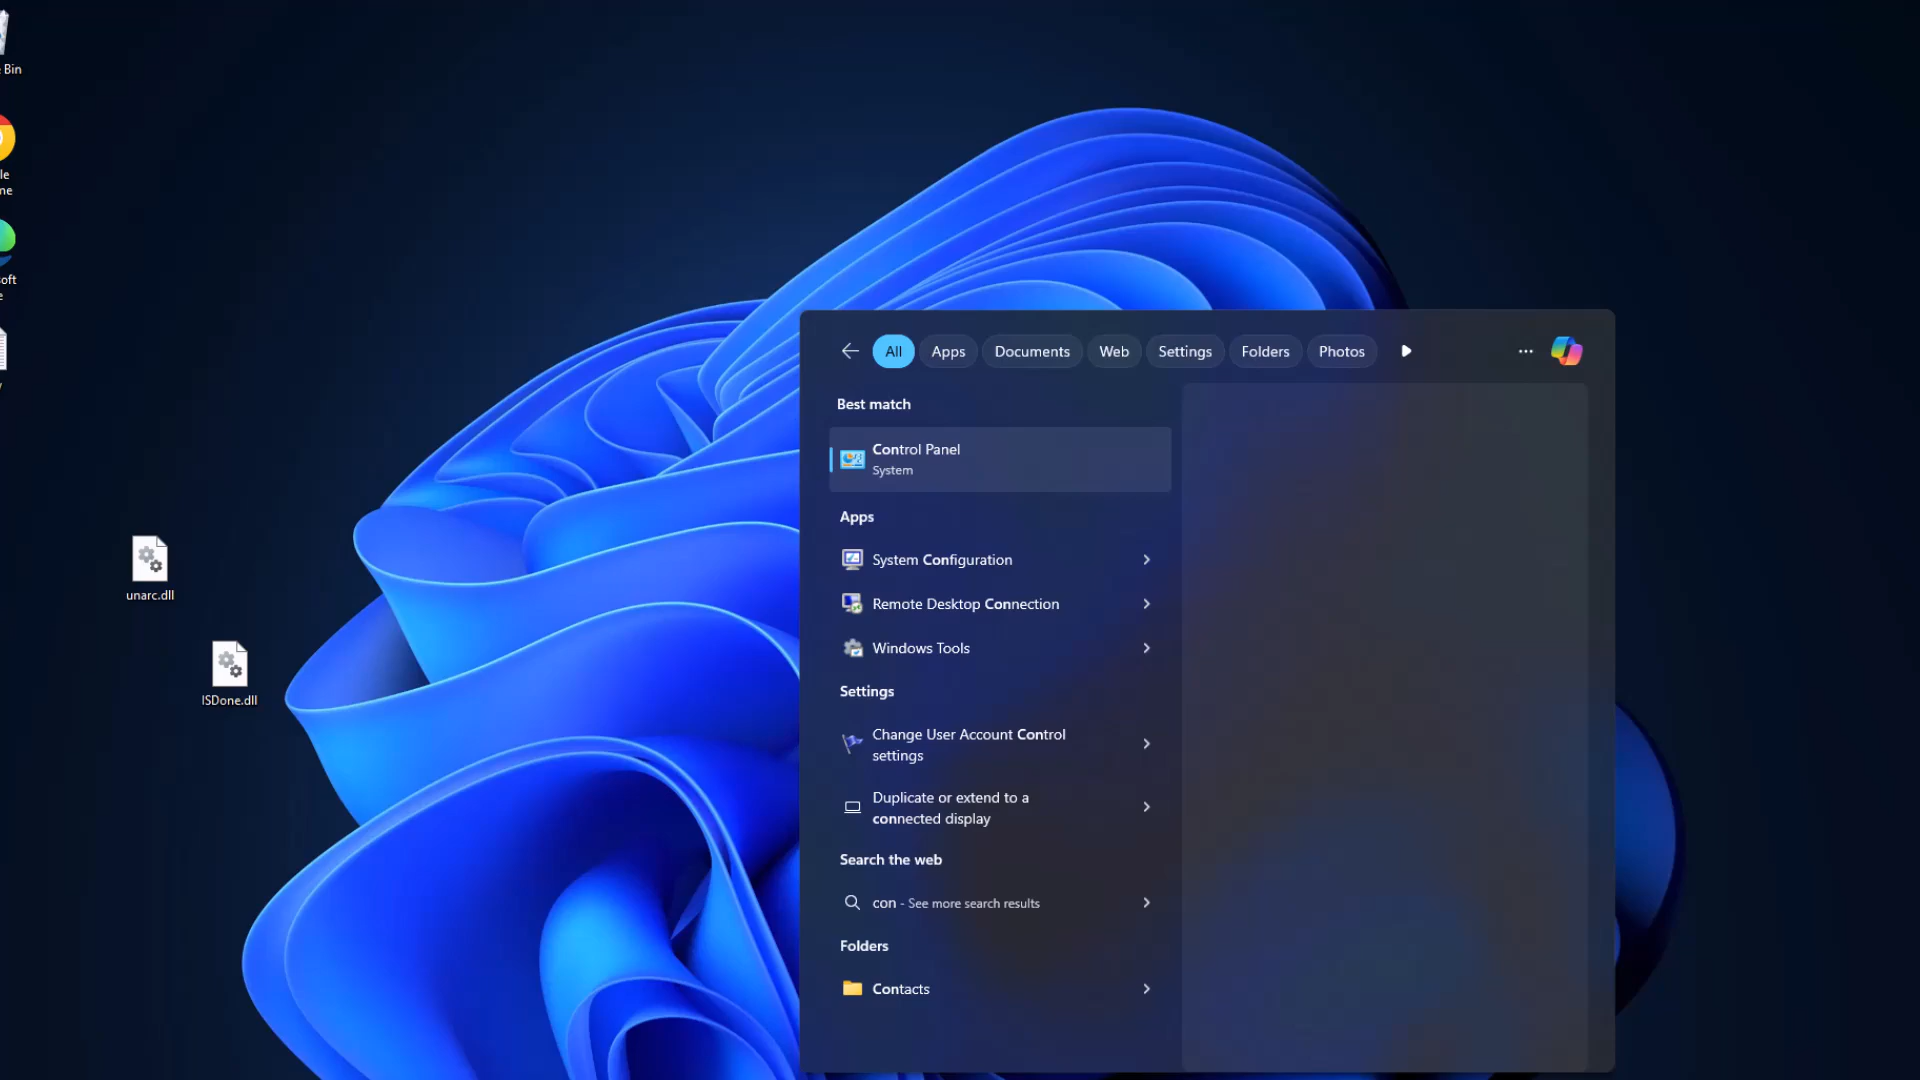 Bin
le
me
soft
e
unarc.dll
ISDone.dll
All
Apps
Documents
Web
Settings
Folders
Photos
Best match
Control Panel
System
Apps
System Configuration
Remote Desktop Connection
Windows Tools
Settings
Change User Account Control
settings
Duplicate or extend to a
connected display
Search the web
con - See more search results
Folders
Contacts